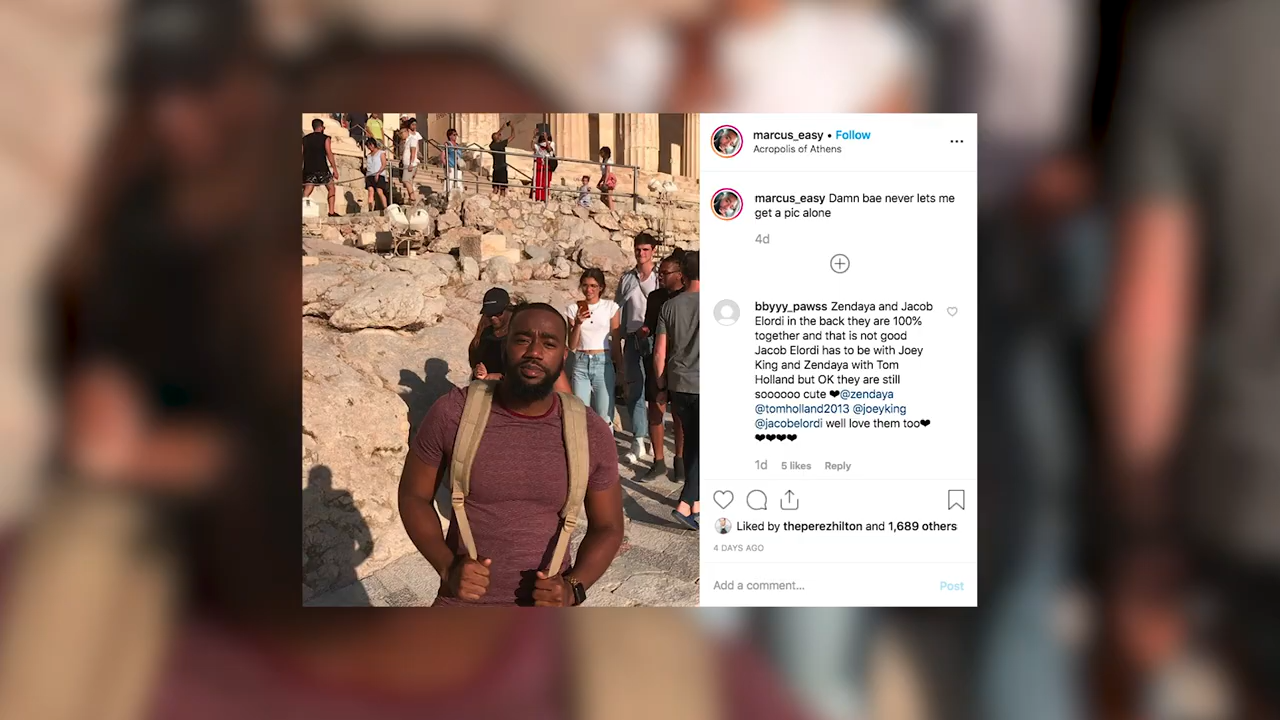 marcus_easy • Follow
Acropolis of Athens
marcus_easy Damn bae never lets me
get a pic alone
4d
bbyyy_pawss Zendaya and Jacob
Elordi in the back they are 100%
together and that is not good
Jacob Elordi has to be with Joey
King and Zendaya with Tom
Holland but OK they are still
soooooo cute ❤@zendaya
@tomholland2013 @joeyking
@jacobelordi well love them too❤
❤❤❤❤
1d 5 likes Reply
Liked by theperezhilton and 1,689 others
4 DAYS AGO
Add a comment... Post